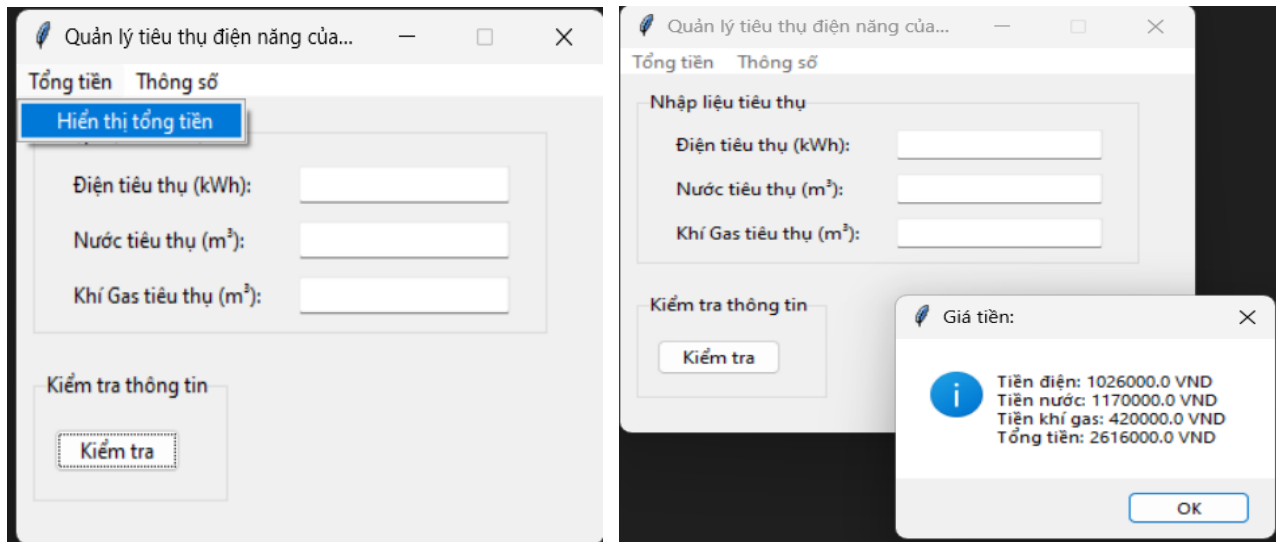 Quản lý tiêu thụ điện năng của...
Tổng tiền Thông số
Hiển thị tổng tiền
Điện tiêu thụ (kWh):
Nước tiêu thụ (m³):
Khí Gas tiêu thụ (m³):
Kiểm tra thông tin
Kiểm tra
Quản lý tiêu thụ điện năng của...
Tổng tiền Thông số
Nhập liệu tiêu thụ
Điện tiêu thụ (kWh):
Nước tiêu thụ (m³):
Khí Gas tiêu thụ (m³):
Kiểm tra thông tin
Kiểm tra
Giá tiền:
Tiền điện: 1026000.0 VND
Tiền nước: 1170000.0 VND
Tiền khí gas: 420000.0 VND
Tổng tiền: 2616000.0 VND
OK